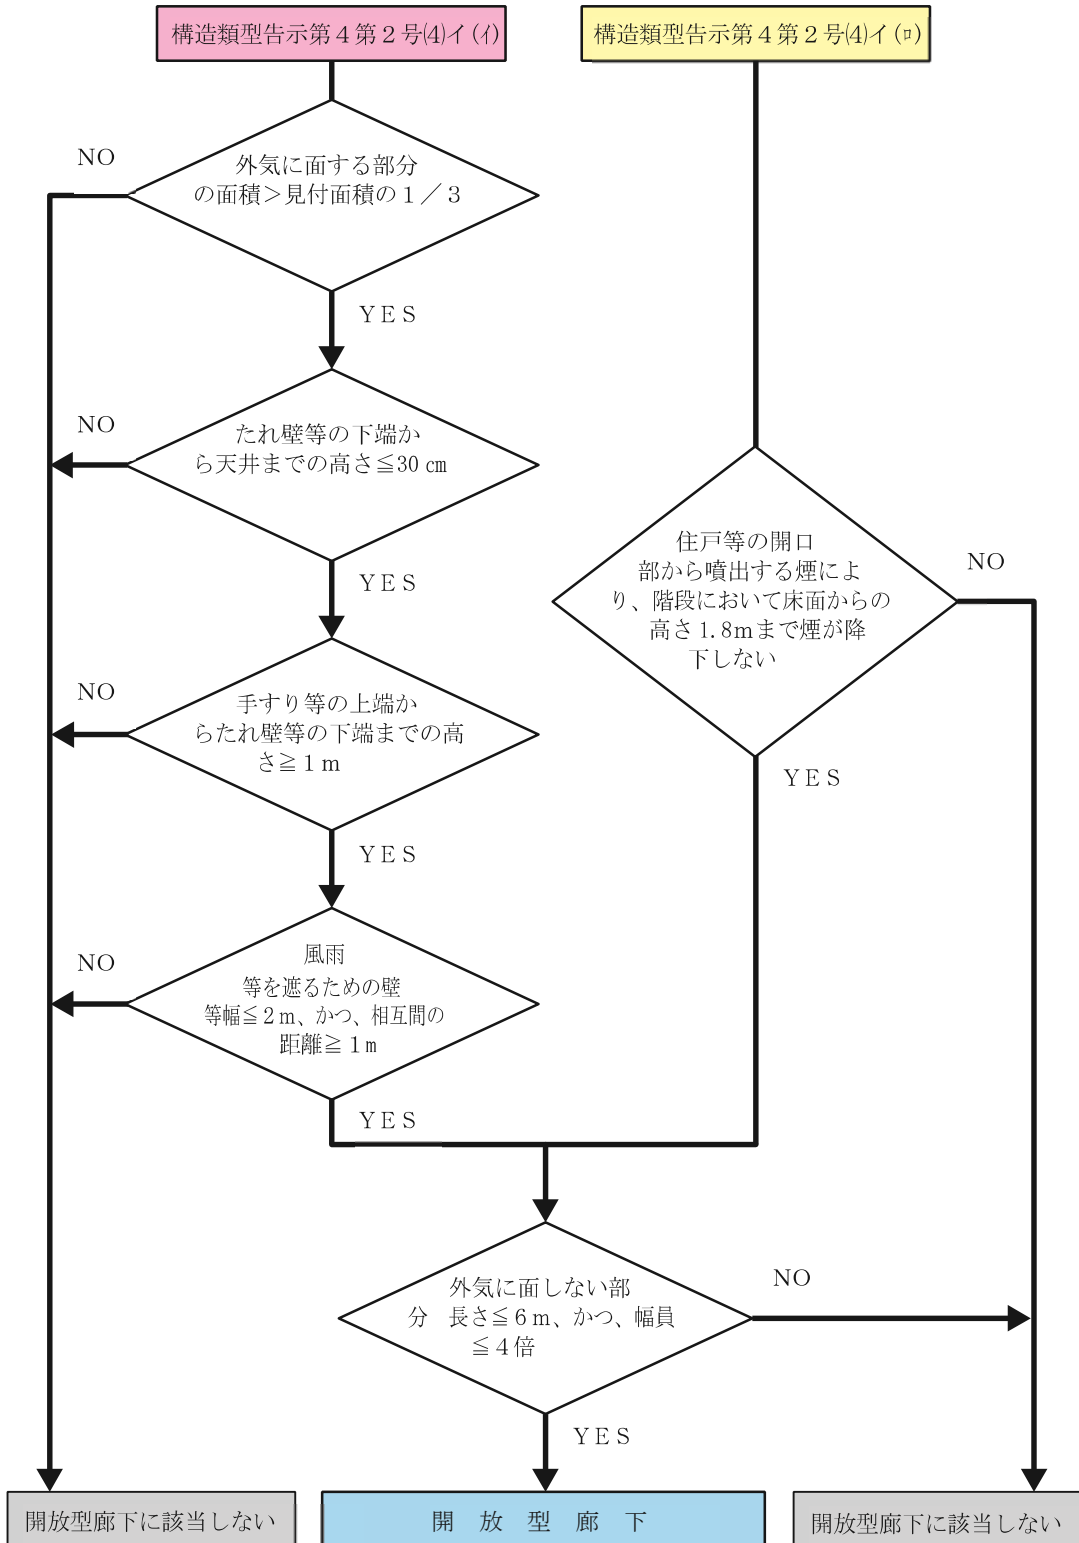 構造類型告示第4第2号⑷イ(ｲ)
構造類型告示第4第2号⑷イ(ﾛ)
NO
外気に面する部分
の面積＞見付面積の1／3
YES
NO
たれ壁等の下端か
ら天井までの高さ≦30㎝
YES
住戸等の開口
部から噴出する煙によ
り、階段において床面からの
高さ1.8mまで煙が降
下しない
NO
YES
NO
手すり等の上端か
らたれ壁等の下端までの高
さ≧1m
YES
NO
風雨
等を遮るための壁
等幅≦2m、かつ、相互間の
距離≧1m
YES
外気に面しない部
分　長さ≦6m、かつ、幅員
≦4倍
NO
YES
開放型廊下に該当しない
開　放　型　廊　下
開放型廊下に該当しない